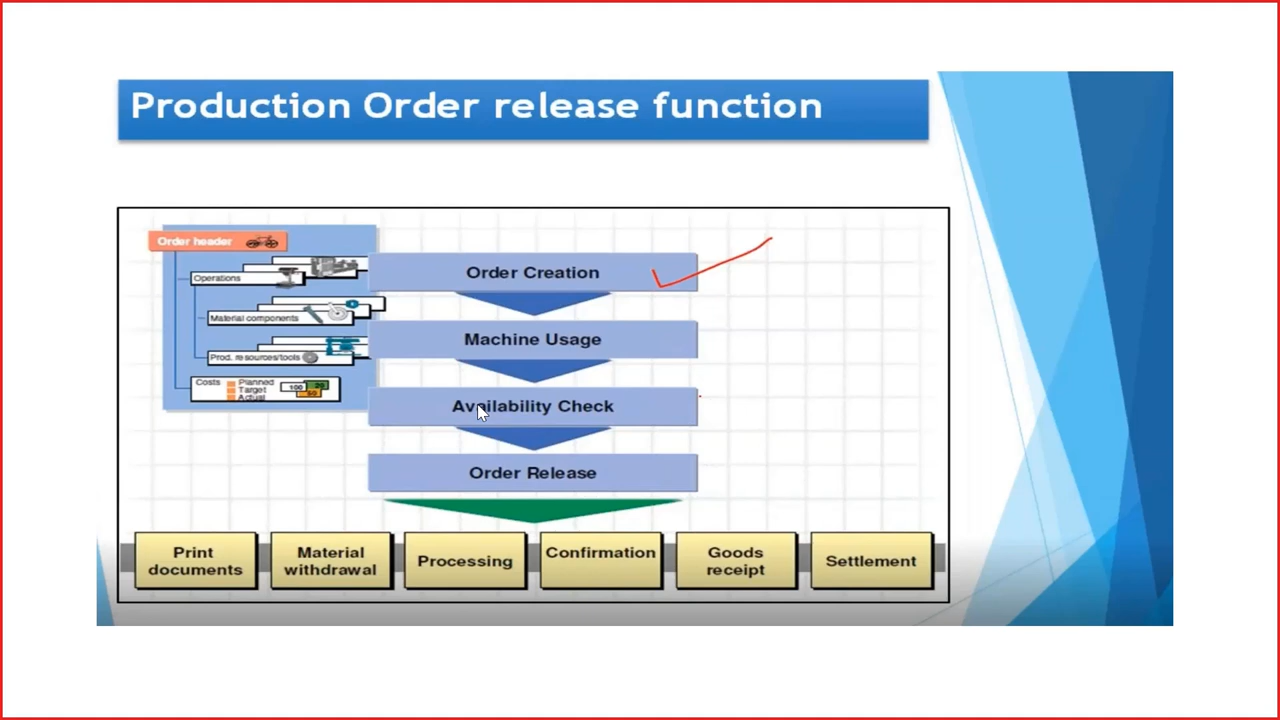 Production Order release function
Order header
Operations
Material components
Prod. resources/tools
Costs
Planned
Target
Actual
100
Order Creation
Machine Usage
Availability Check
Order Release
Print
documents
Material
withdrawal
Processing
Confirmation
Goods
receipt
Settlement